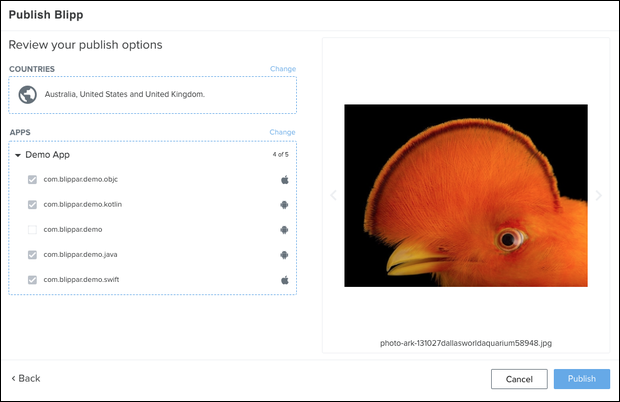 Publish Blipp
Review your publish options
COUNTRIES
Change
Australia, United States and United Kingdom.
APPS
Change
Demo App
4 of 5
com.blippar.demo.objc
com.blippar.demo.kotlin
com.blippar.demo
com.blippar.demo.java
com.blippar.demo.swift
photo-ark-131027dallasworldaquarium58948.jpg
Back
Cancel
Publish